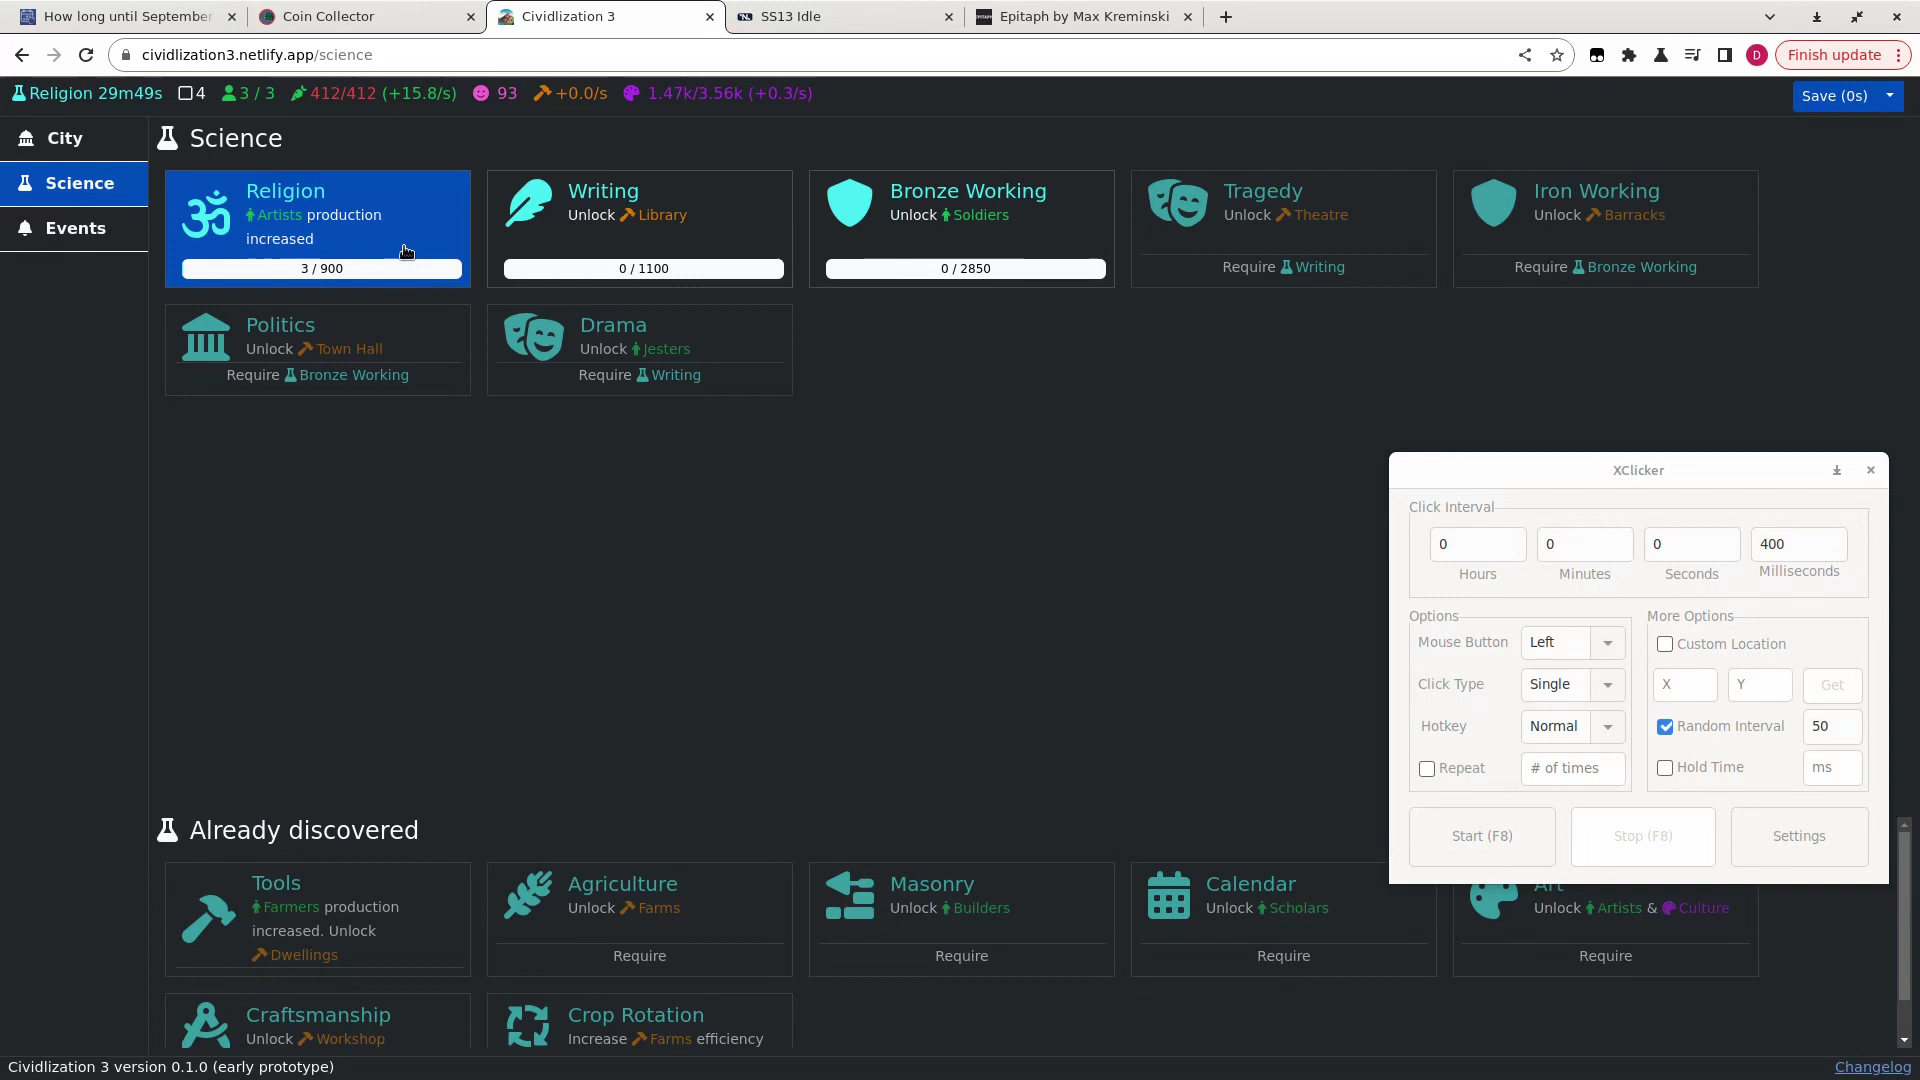 How long until September
Coin Collector
Cividlization 3
SS13 Idle
Epitaph by Max Kreminski
cividlization3.netlify.app/science
D
Finish update
Religion 29m49s
4
3 / 3
412/412 (+15.8/s)
93
+0.0/s
1.47k/3.56k (+0.3/s)
Save (0s)
City
Science
Events
Science
Religion
Artists production
increased
3 / 900
Writing
Unlock Library
0 / 1100
Bronze Working
Unlock Soldiers
0 / 2850
Tragedy
Unlock Theatre
Require Writing
Iron Working
Unlock Barracks
Require Bronze Working
Politics
Unlock Town Hall
Require Bronze Working
Drama
Unlock Jesters
Require Writing
XClicker
Click Interval
0
0
0
400
Hours
Minutes
Seconds
Milliseconds
Options
Mouse Button Left
Click Type Single
Hotkey Normal
Repeat # of times
More Options
Custom Location
X Y Get
Random Interval 50
Hold Time ms
Start (F8)
Stop (F8)
Settings
Already discovered
Tools
Farmers production
increased. Unlock
Dwellings
Agriculture
Unlock Farms
Require
Masonry
Unlock Builders
Require
Calendar
Unlock Scholars
Require
Art
Unlock Artists & Culture
Require
Craftsmanship
Unlock Workshop
Crop Rotation
Increase Farms efficiency
Cividlization 3 version 0.1.0 (early prototype)
Changelog